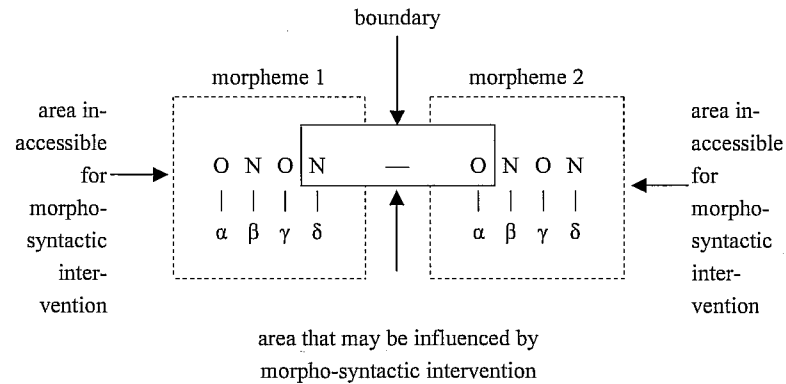 boundary
morpheme 1
morpheme 2
area in-
accessible
for
morpho-
syntactic
inter-
vention
O N O N — O N O N
α β γ δ α β γ δ
area in-
accessible
for
morpho-
syntactic
inter-
vention
area that may be influenced by
morpho-syntactic intervention